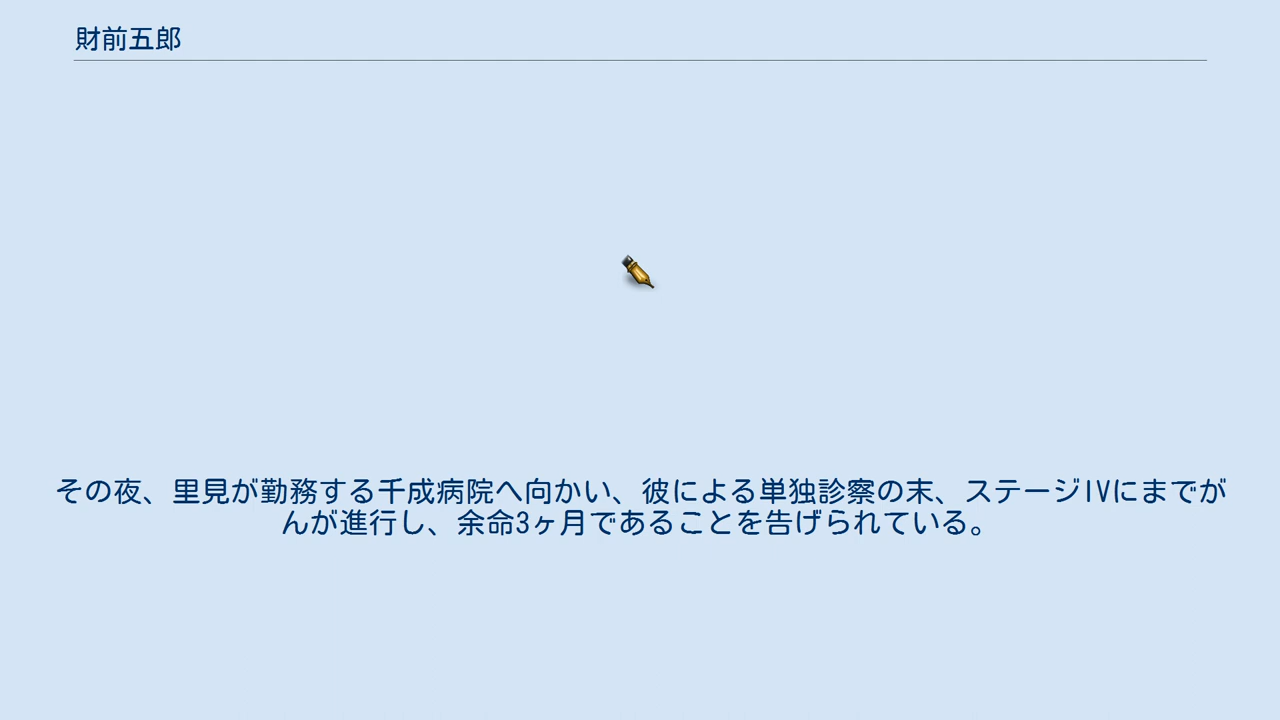 財前五郎
その夜、里見が勤務する千成病院へ向かい、彼による単独診察の末、ステージIVにまでが
んが進行し、余命3ヶ月であることを告げられている。